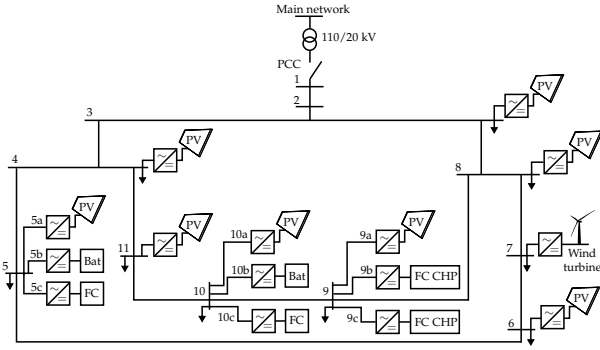 Main network
110/20 kV
PCC
1
2
3
PV
4
PV
8
PV
5a
PV
11
PV
10a
PV
9a
5b
Bat
10b
Bat
9b
FC CHP
7
Wind
turbine
5
5c
FC
10
9
10c
FC
9c
FC CHP
6
PV